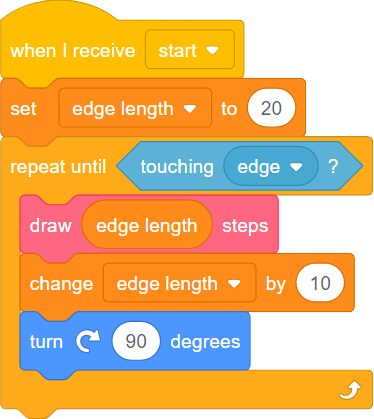 when I receive start
set edge length to 20
repeat until touching edge ?
draw edge length steps
change edge length by 10
turn 90 degrees